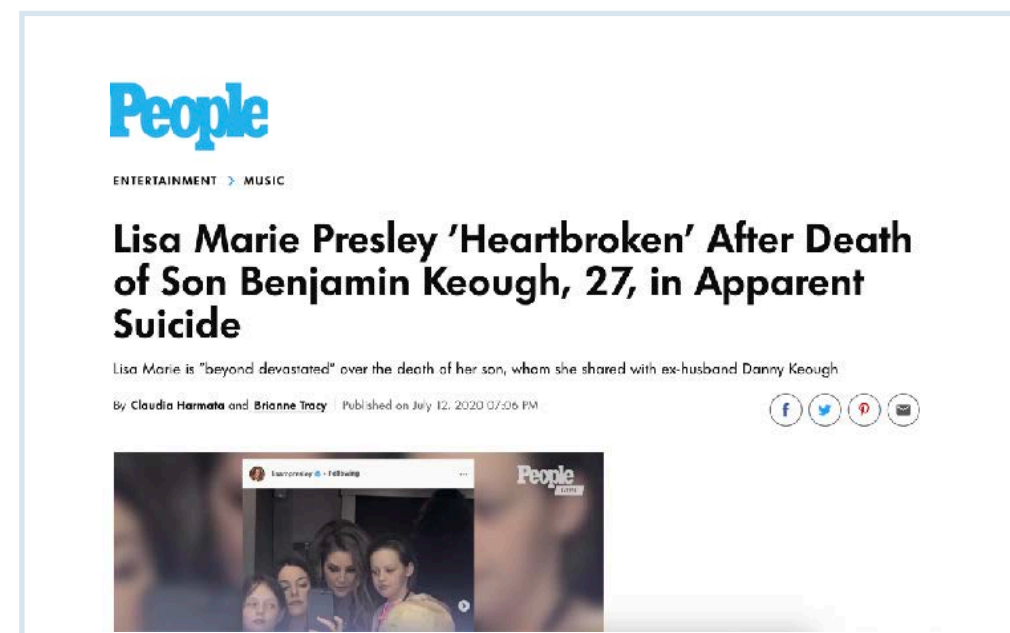 People
ENTERTAINMENT > MUSIC
Lisa Marie Presley 'Heartbroken' After Death
of Son Benjamin Keough, 27, in Apparent
Suicide
Lisa Marie is "beyond devastated" over the death of her son, whom she shared with ex-husband Danny Keough
By Claudia Harmata and Brianne Tracy | Published on July 12, 2020 07:06 PM
lisampresley • Following
People